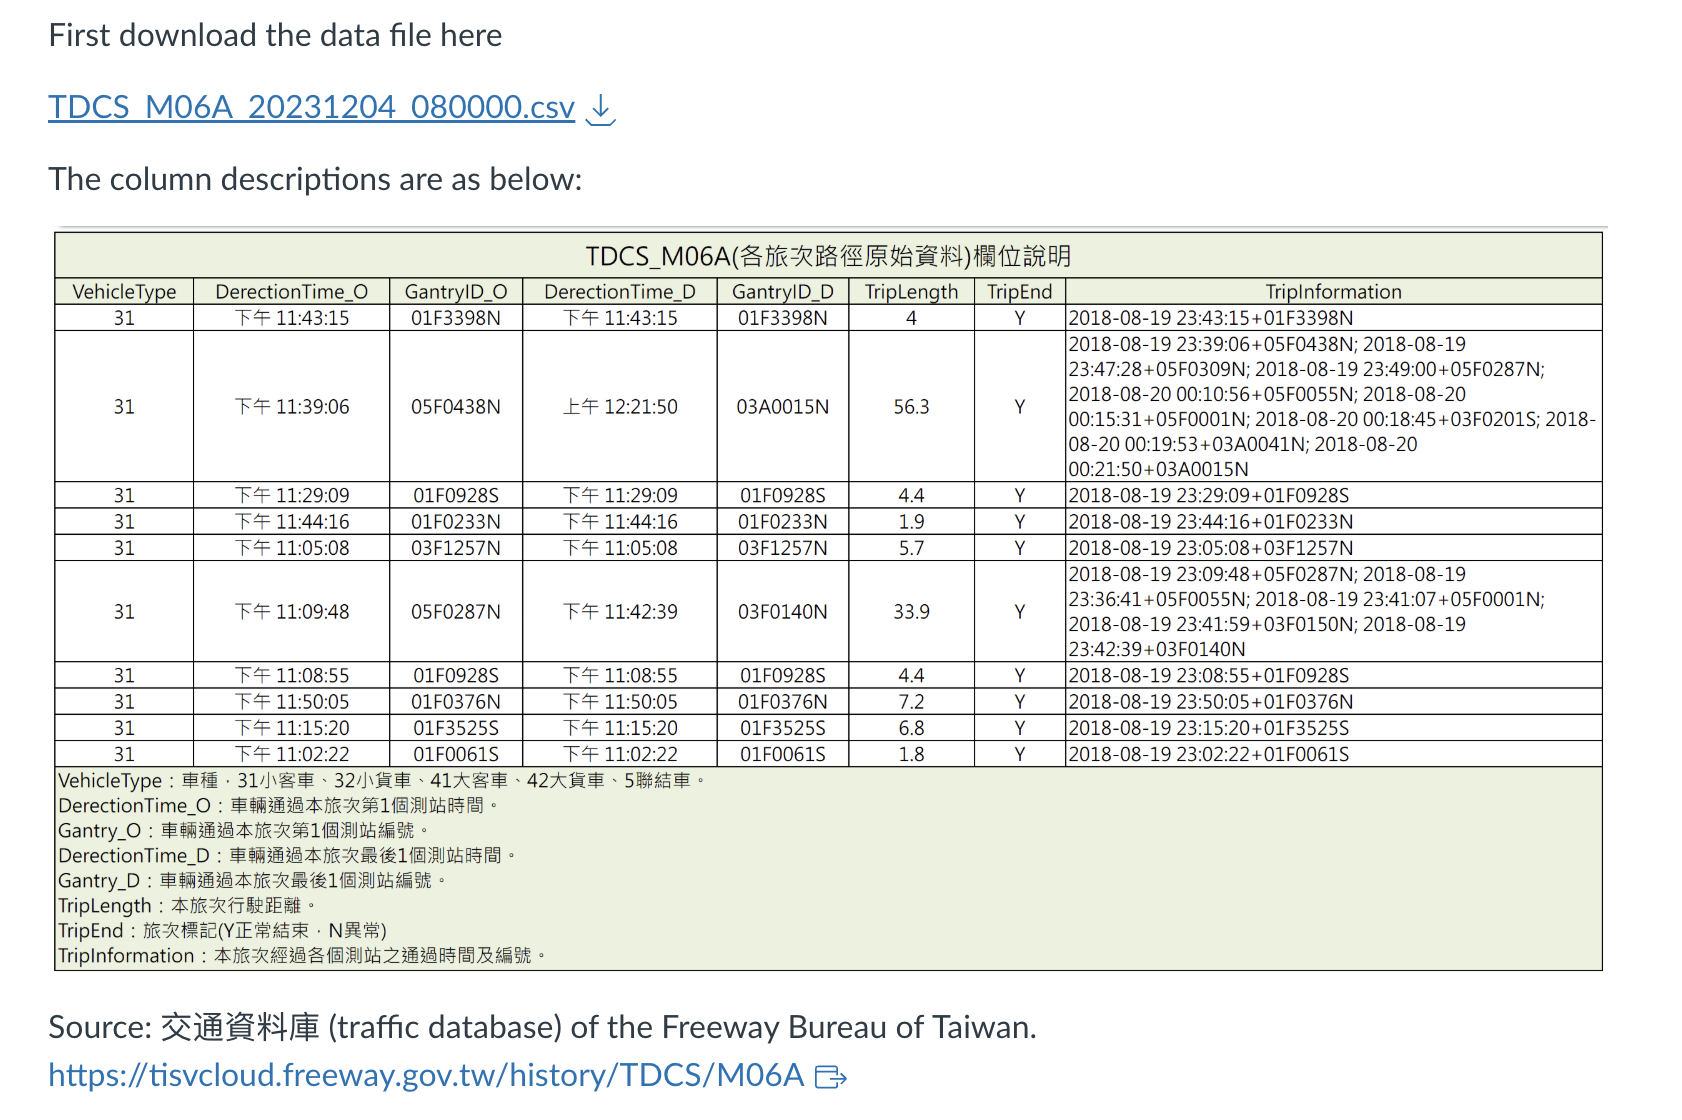 First download the data file here
TDCS_M06A_20231204_080000.csv
The column descriptions are as below:
TDCS_M06A(各旅次路徑原始資料)欄位說明
VehicleType DerectionTime_O GantryID_O DerectionTime_D GantryID_D TripLength TripEnd TripInformation
31 下午 11:43:15 01F3398N 下午 11:43:15 01F3398N 4 Y 2018-08-19 23:43:15+01F3398N
31 下午 11:39:06 05F0438N 上午 12:21:50 03A0015N 56.3 Y 2018-08-19 23:39:06+05F0438N; 2018-08-19
23:47:28+05F0309N; 2018-08-19 23:49:00+05F0287N;
2018-08-20 00:10:56+05F0055N; 2018-08-20
00:15:31+05F0001N; 2018-08-20 00:18:45+03F0201S; 2018-
08-20 00:19:53+03A0041N; 2018-08-20
00:21:50+03A0015N
31 下午 11:29:09 01F0928S 下午 11:29:09 01F0928S 4.4 Y 2018-08-19 23:29:09+01F0928S
31 下午 11:44:16 01F0233N 下午 11:44:16 01F0233N 1.9 Y 2018-08-19 23:44:16+01F0233N
31 下午 11:05:08 03F1257N 下午 11:05:08 03F1257N 5.7 Y 2018-08-19 23:05:08+03F1257N
31 下午 11:09:48 05F0287N 下午 11:42:39 03F0140N 33.9 Y 2018-08-19 23:09:48+05F0287N; 2018-08-19
23:36:41+05F0055N; 2018-08-19 23:41:07+05F0001N;
2018-08-19 23:41:59+03F0150N; 2018-08-19
23:42:39+03F0140N
31 下午 11:08:55 01F0928S 下午 11:08:55 01F0928S 4.4 Y 2018-08-19 23:08:55+01F0928S
31 下午 11:50:05 01F0376N 下午 11:50:05 01F0376N 7.2 Y 2018-08-19 23:50:05+01F0376N
31 下午 11:15:20 01F3525S 下午 11:15:20 01F3525S 6.8 Y 2018-08-19 23:15:20+01F3525S
31 下午 11:02:22 01F0061S 下午 11:02:22 01F0061S 1.8 Y 2018-08-19 23:02:22+01F0061S
VehicleType：車種，31小客車、32小貨車、41大客車、42大貨車、5聯結車。
DerectionTime_O：車輛通過本旅次第1個測站時間。
Gantry_O：車輛通過本旅次第1個測站編號。
DerectionTime_D：車輛通過本旅次最後1個測站時間。
Gantry_D：車輛通過本旅次最後1個測站編號。
TripLength：本旅次行駛距離。
TripEnd：旅次標記(Y正常結束，N異常)
TripInformation：本旅次經過各個測站之通過時間及編號。
Source: 交通資料庫 (traffic database) of the Freeway Bureau of Taiwan.
https://tisvcloud.freeway.gov.tw/history/TDCS/M06A